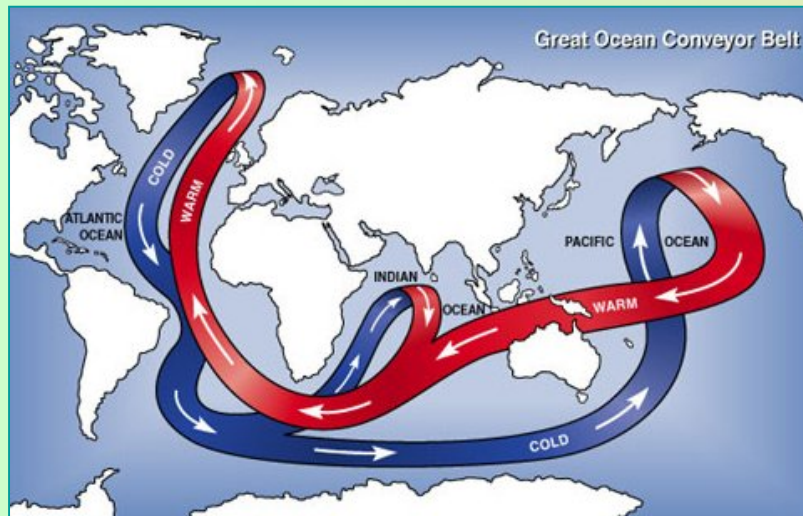 Great Ocean Conveyor Belt
COLD
WARM
ATLANTIC
OCEAN
INDIAN
OCEAN
PACIFIC
OCEAN
WARM
COLD